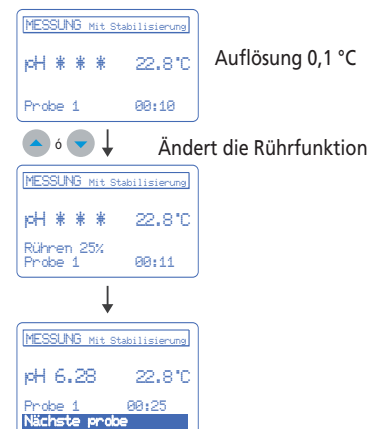 MESSUNG Mit Stabilisierung
pH * * * 22.8°C
Auflösung 0,1 °C
Probe 1 00:10
ó
Ändert die Rührfunktion
MESSUNG Mit Stabilisierung
pH * * * 22.8°C
Rühren 25%
Probe 1 00:11
MESSUNG Mit Stabilisierung
pH 6.28 22.8°C
Probe 1 00:25
Nächste probe